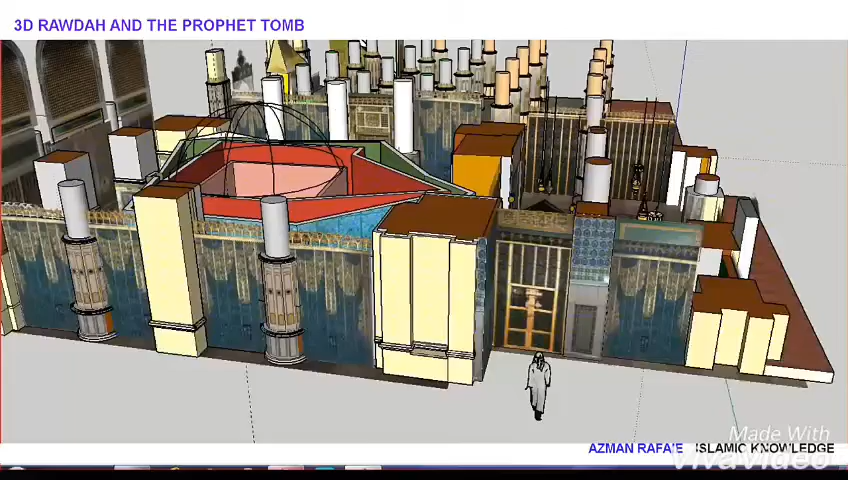 3D RAWDAH AND THE PROPHET TOMB
Made With
AZMAN RAFA'E ISLAMIC KNOWLEDGE
VivaVideo